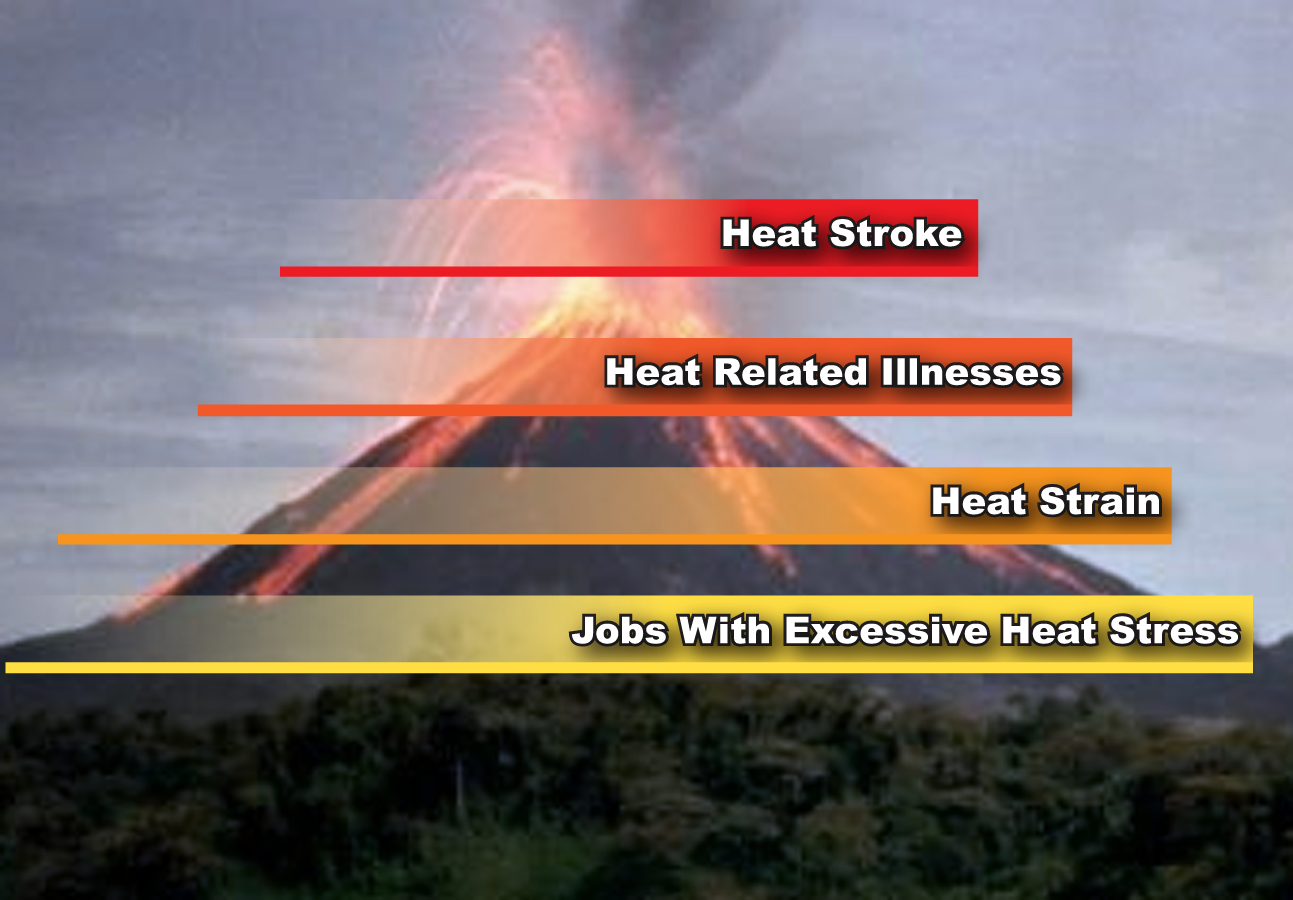 Heat Stroke
Heat Related Illnesses
Heat Strain
Jobs With Excessive Heat Stress